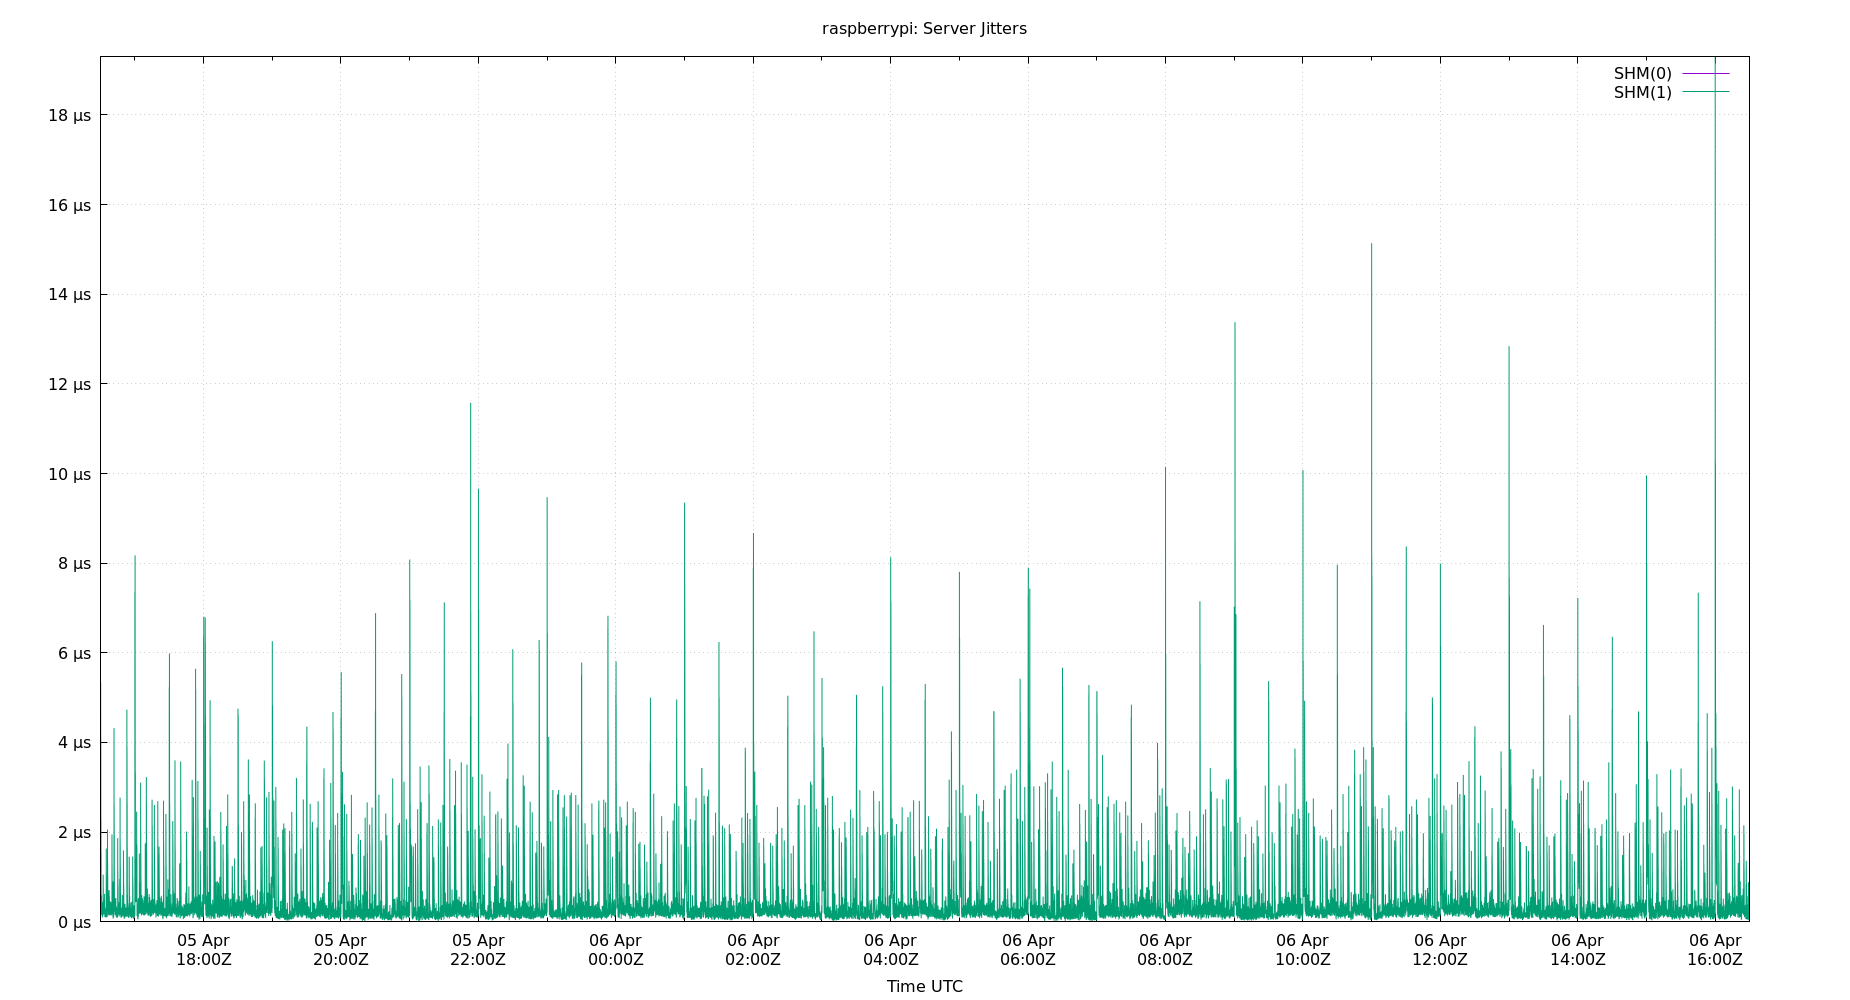 raspberrypi: Server Jitters
SHM(0)
SHM(1)
18 µs
16 µs
14 µs
12 µs
10 µs
8 µs
6 µs
4 µs
2 µs
0 µs
05 Apr 05 Apr 05 Apr 06 Apr 06 Apr 06 Apr 06 Apr 06 Apr 06 Apr 06 Apr 06 Apr 06 Apr
18:00Z 20:00Z 22:00Z 00:00Z 02:00Z 04:00Z 06:00Z 08:00Z 10:00Z 12:00Z 14:00Z 16:00Z
Time UTC